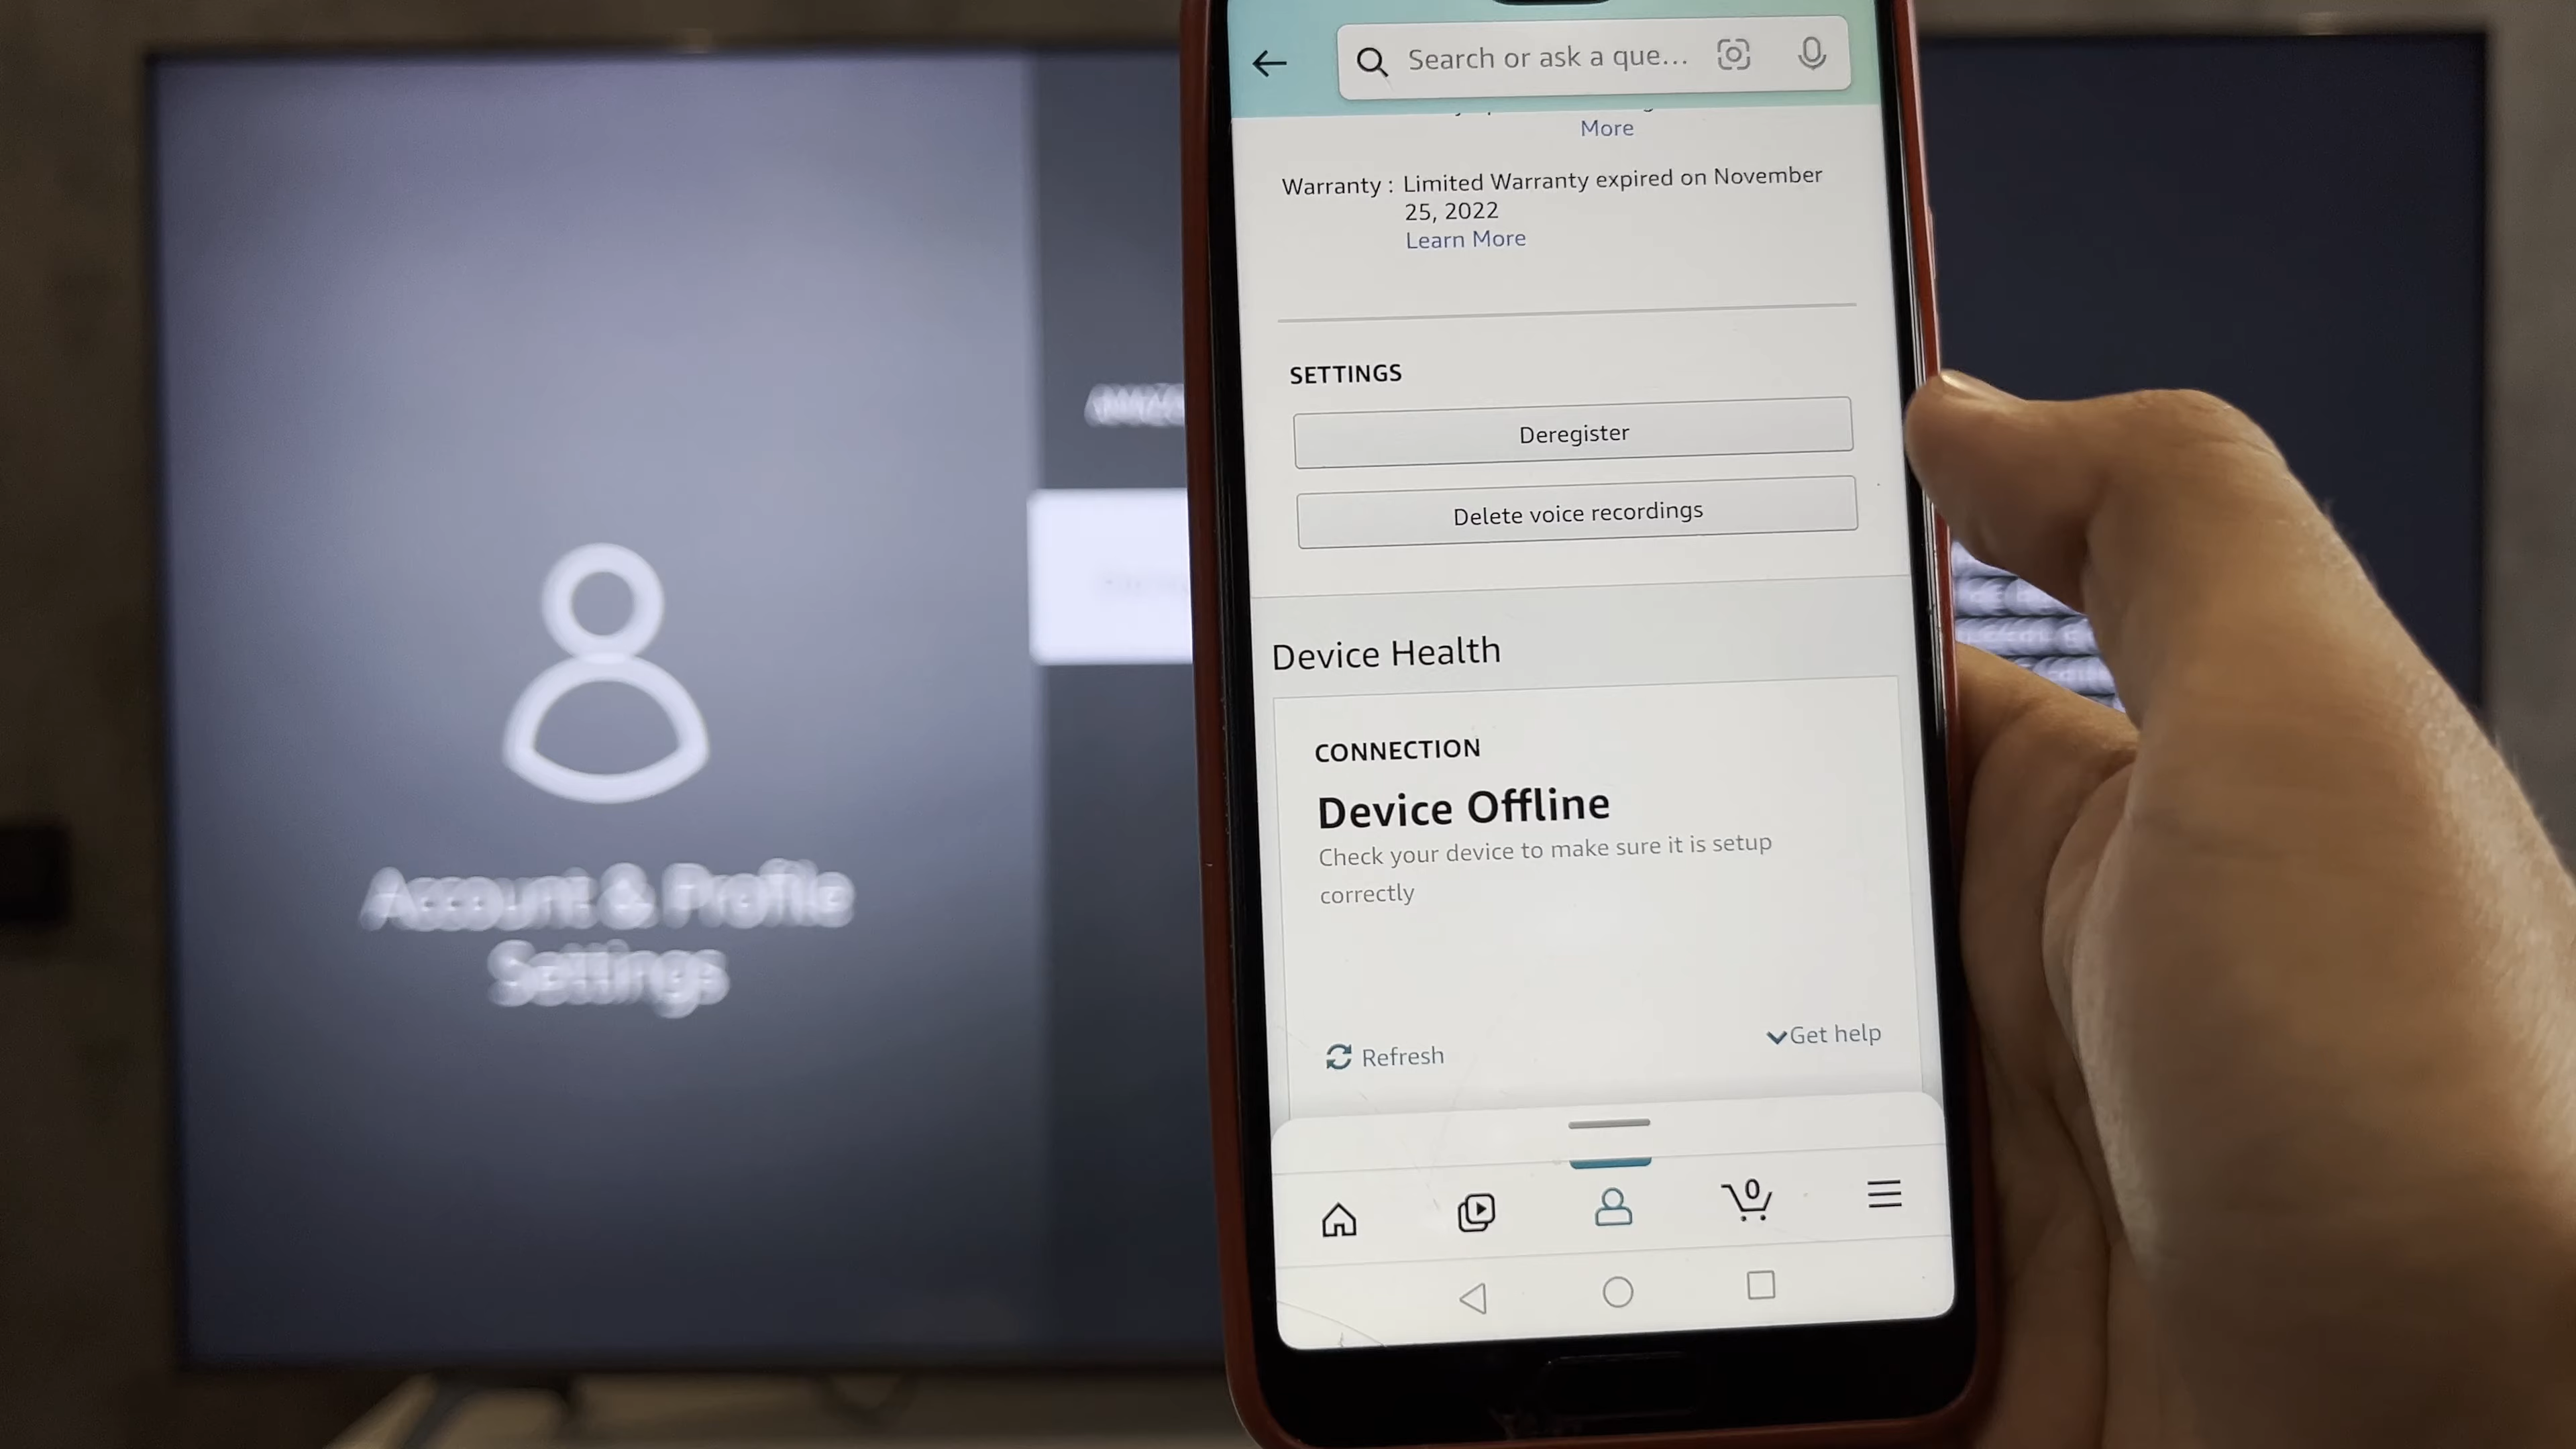 Search or ask a que...
More
Warranty : Limited Warranty expired on November
25, 2022
Learn More
SETTINGS
Deregister
Delete voice recordings
Device Health
CONNECTION
Device Offline
Check your device to make sure it is setup
correctly
Refresh
Get help
0
Account & Profile
Settings